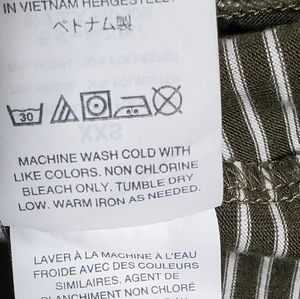 IN VIETNAM HERGESTELLT
ベトナム製
XXS
30
MACHINE WASH COLD WITH
LIKE COLORS. NON CHLORINE
BLEACH ONLY. TUMBLE DRY
LOW. WARM IRON AS NEEDED.
LAVER À LA MACHINE À L'EAU
FROIDE AVEC DES COULEURS
SIMILAIRES. AGENT DE
BLANCHIMENT NON CHLORÉ